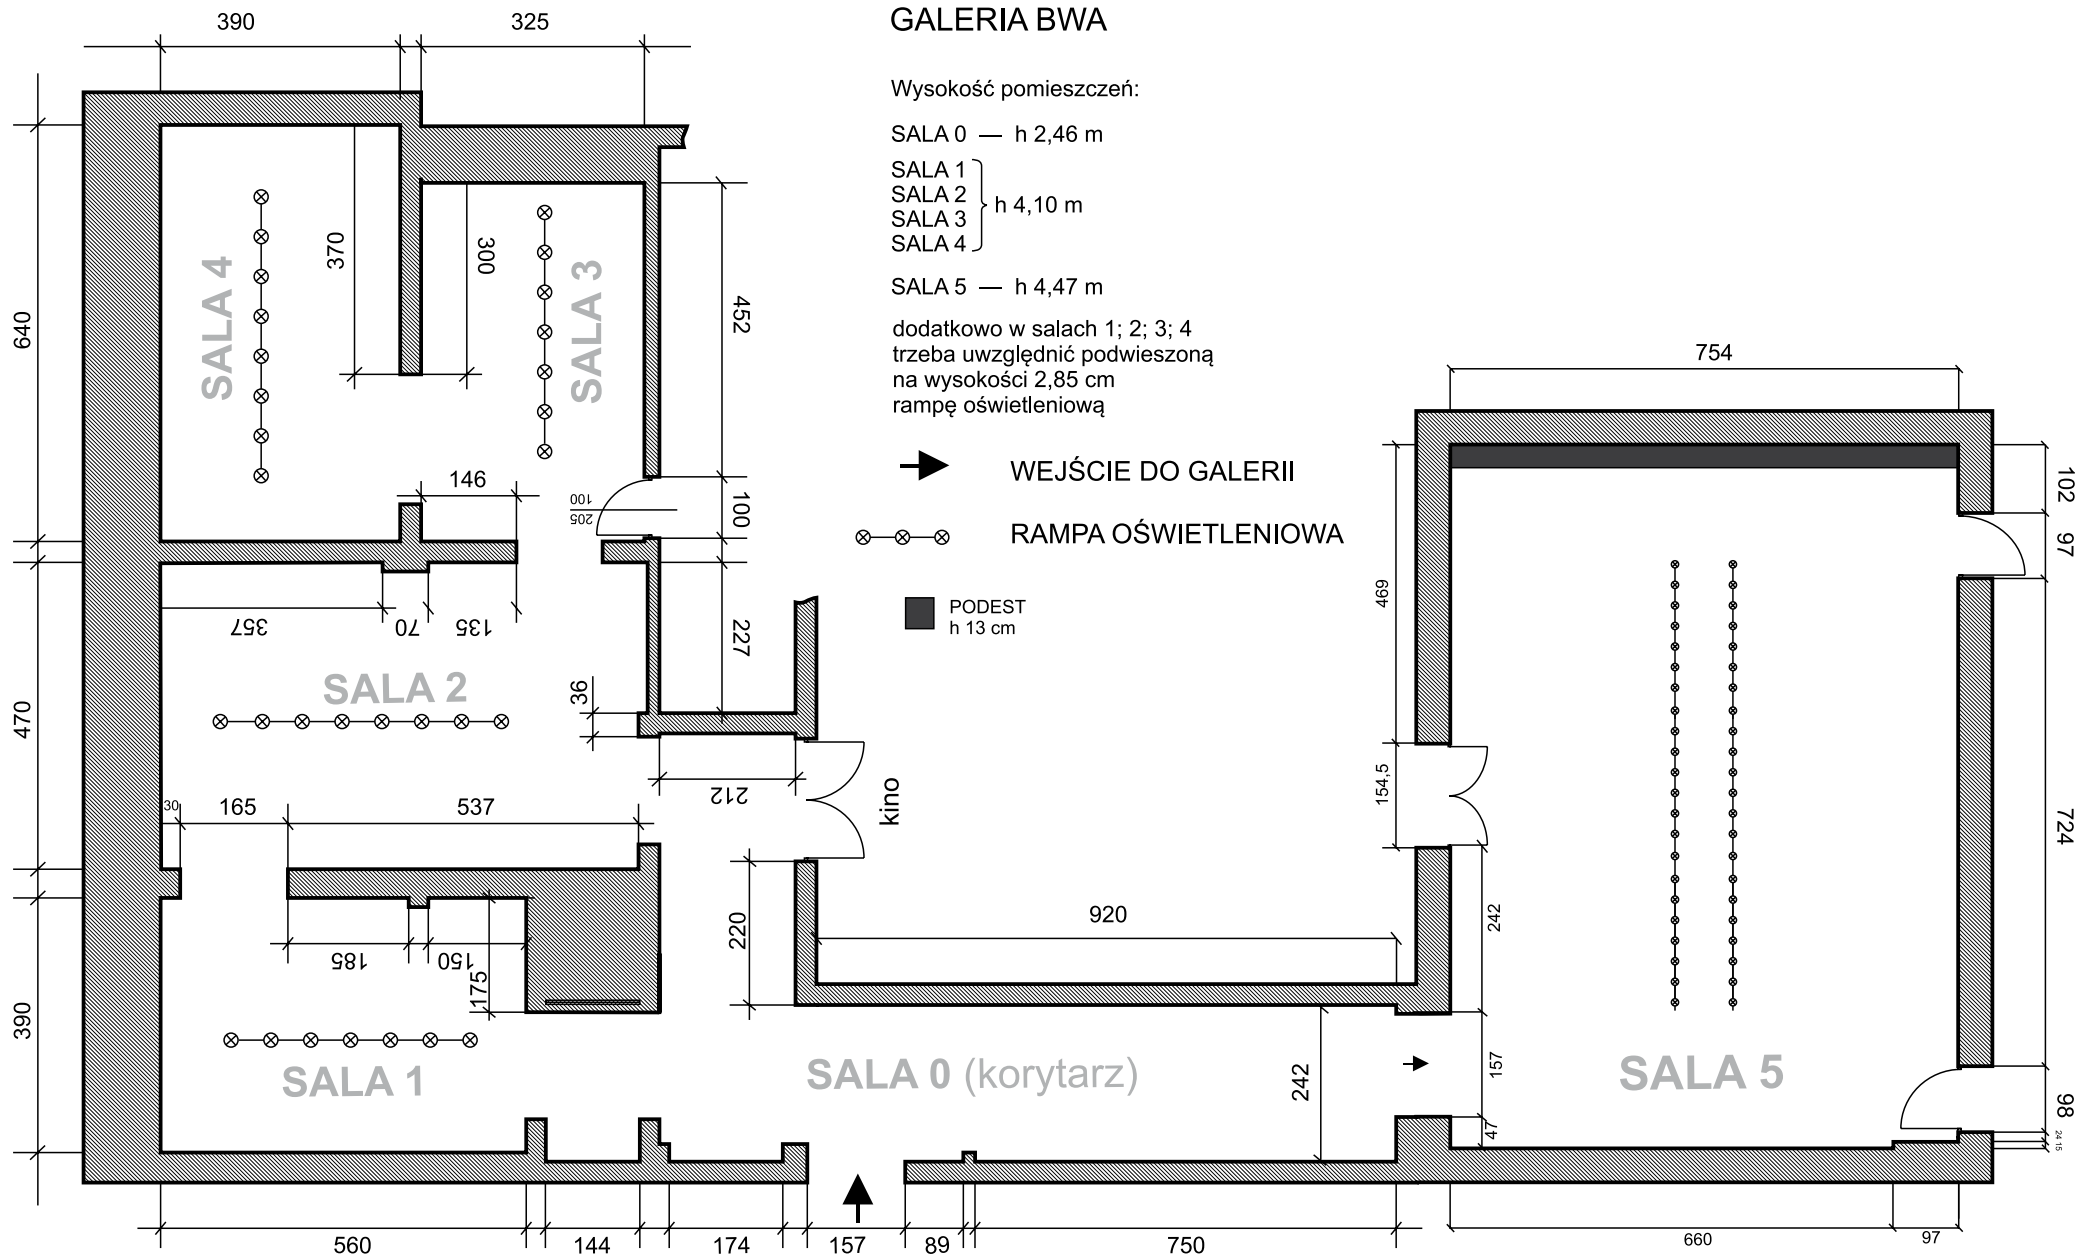 GALERIA BWA
Wysokość pomieszczeń:
SALA 0 — h 2,46 m
SALA 1
SALA 2
SALA 3
SALA 4
h 4,10 m
SALA 5 — h 4,47 m
dodatkowo w salach 1; 2; 3; 4
trzeba uwzględnić podwieszoną
na wysokości 2,85 cm
rampę oświetleniową
WEJŚCIE DO GALERII
RAMPA OŚWIETLENIOWA
PODEST
h 13 cm
390
325
640
370
300
SALA 4
SALA 3
452
146
100
205
100
357
70
135
227
SALA 2
36
470
212
kino
30
165
537
185
150
175
220
390
SALA 1
920
SALA 0 (korytarz)
242
754
469
154,5
242
157
47
102
97
724
98
24 15
SALA 5
560
144
174
157
89
750
660
97